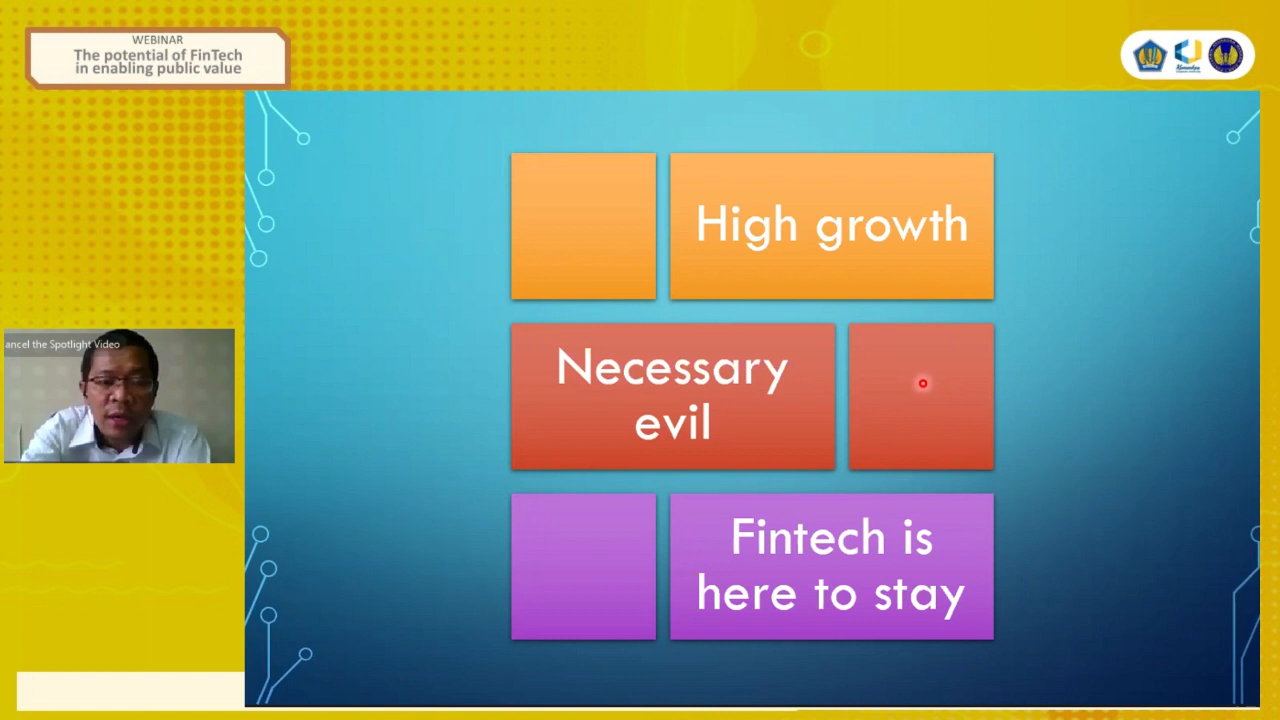 WEBINAR
The potential of FinTech
in enabling public value
High growth
ancel the Spotlight Video
Necessary
evil
Fintech is
here to stay